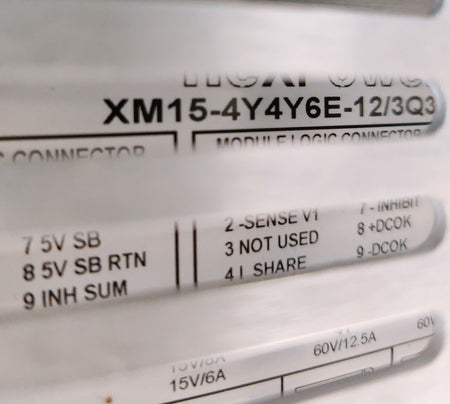 XM15-4Y4Y6E-12/3Q3
CONNECTOR
MODULE LOGIC CONNECTOR
7 5V SB
8 5V SB RTN
9 INH SUM
2 -SENSE V1
3 NOT USED
4 I SHARE
7 - INHIBIT
8 +DCOK
9 -DCOK
15V/6A
60V/12.5A
60V